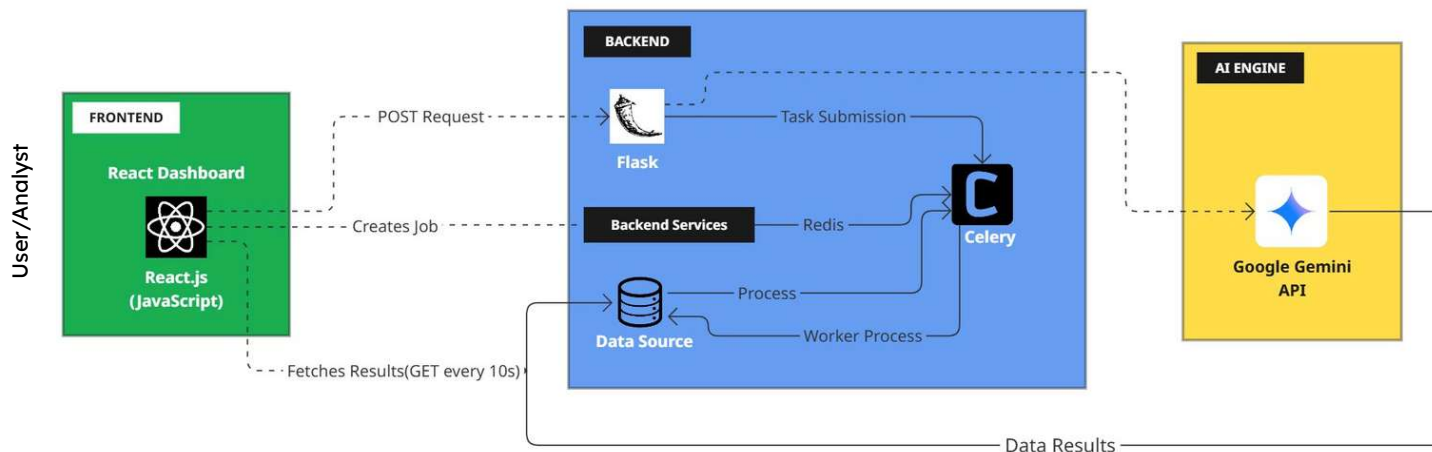 User/Analyst
FRONTEND
React Dashboard
React.js
(JavaScript)
POST Request
Creates Job
Fetches Results(GET every 10s)
BACKEND
Flask
Task Submission
Backend Services
Redis
Celery
Process
Data Source
Worker Process
AI ENGINE
Google Gemini
API
Data Results